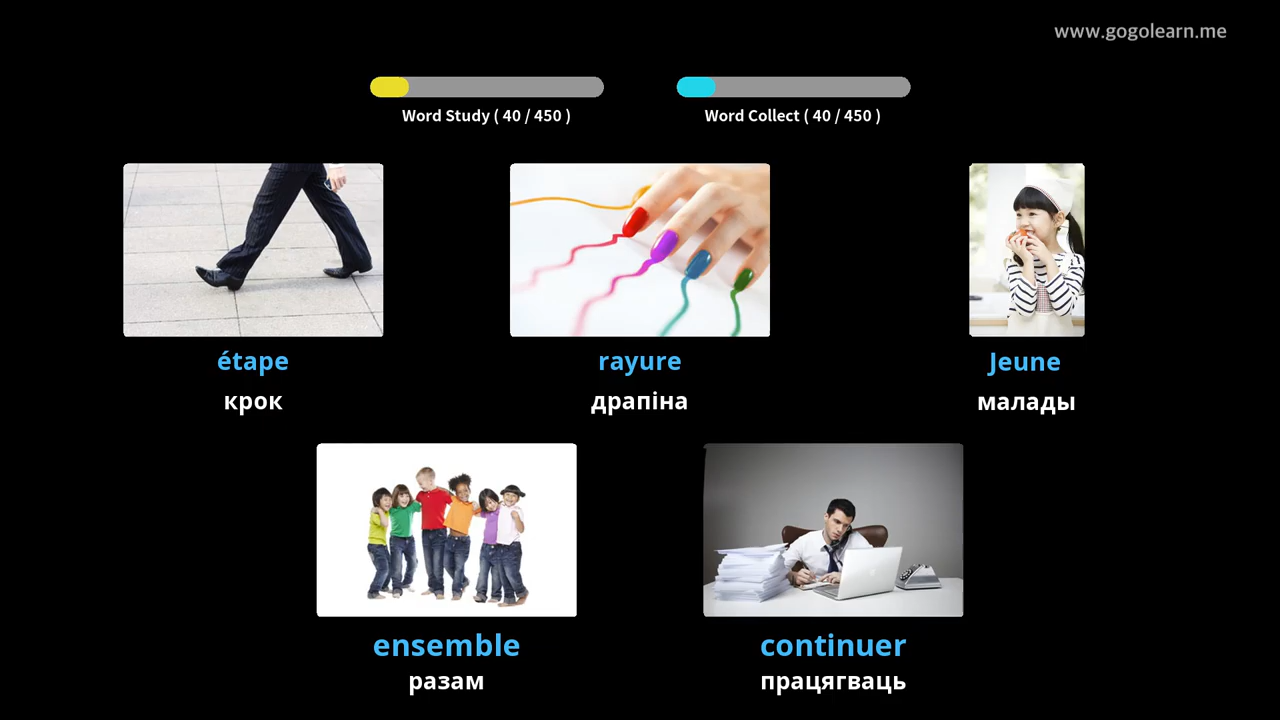 www.gogolearn.me
Word Study ( 40 / 450 )
Word Collect ( 40 / 450 )
étape
rayure
Jeune
крок
драпіна
малады
ensemble
continuer
разам
працягваць